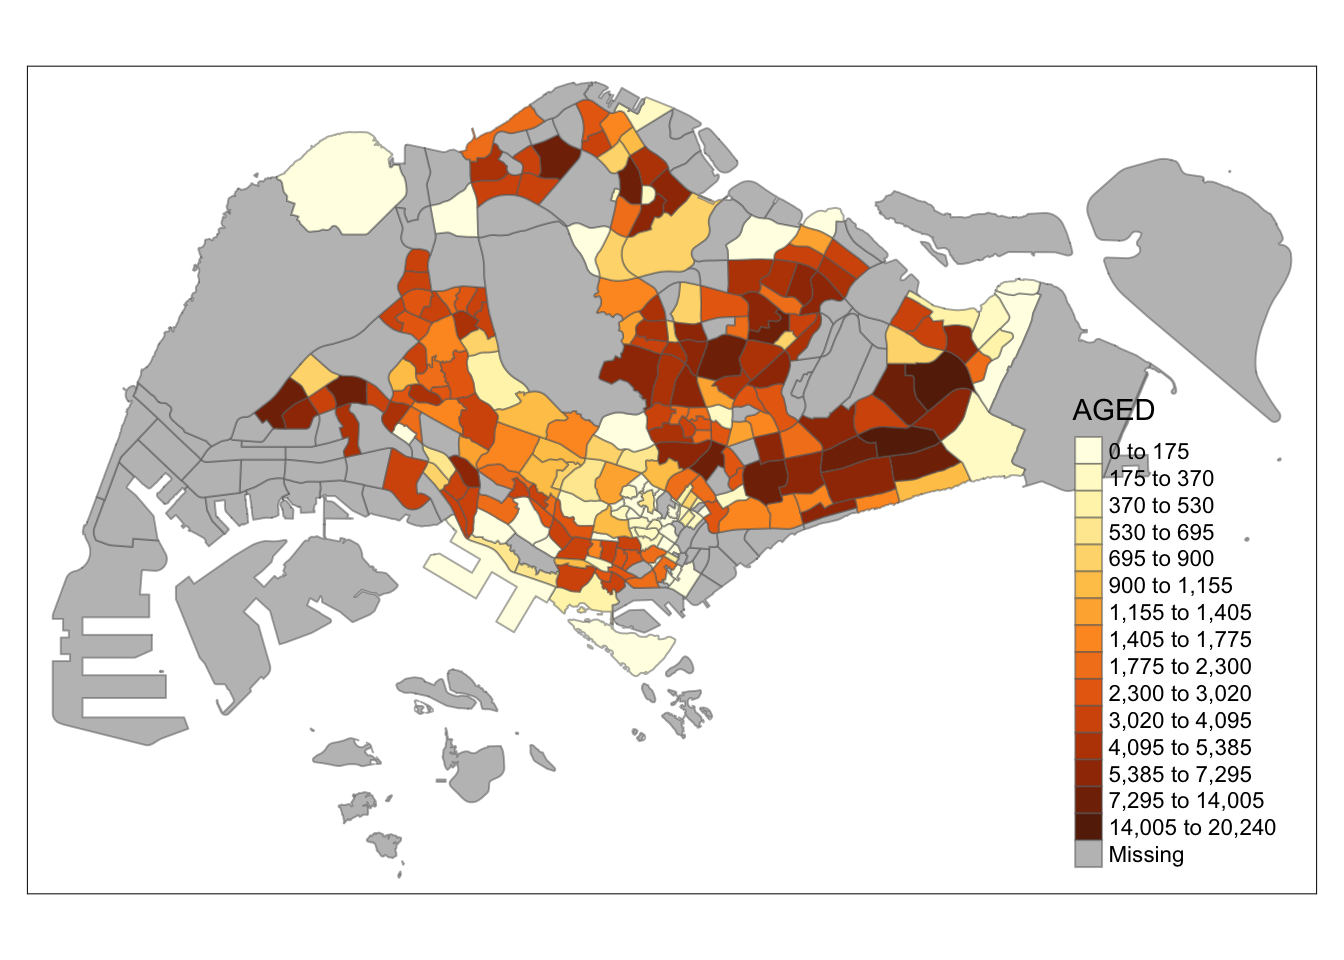 AGED
0 to 175
175 to 370
370 to 530
530 to 695
695 to 900
900 to 1,155
1,155 to 1,405
1,405 to 1,775
1,775 to 2,300
2,300 to 3,020
3,020 to 4,095
4,095 to 5,385
5,385 to 7,295
7,295 to 14,005
14,005 to 20,240
Missing